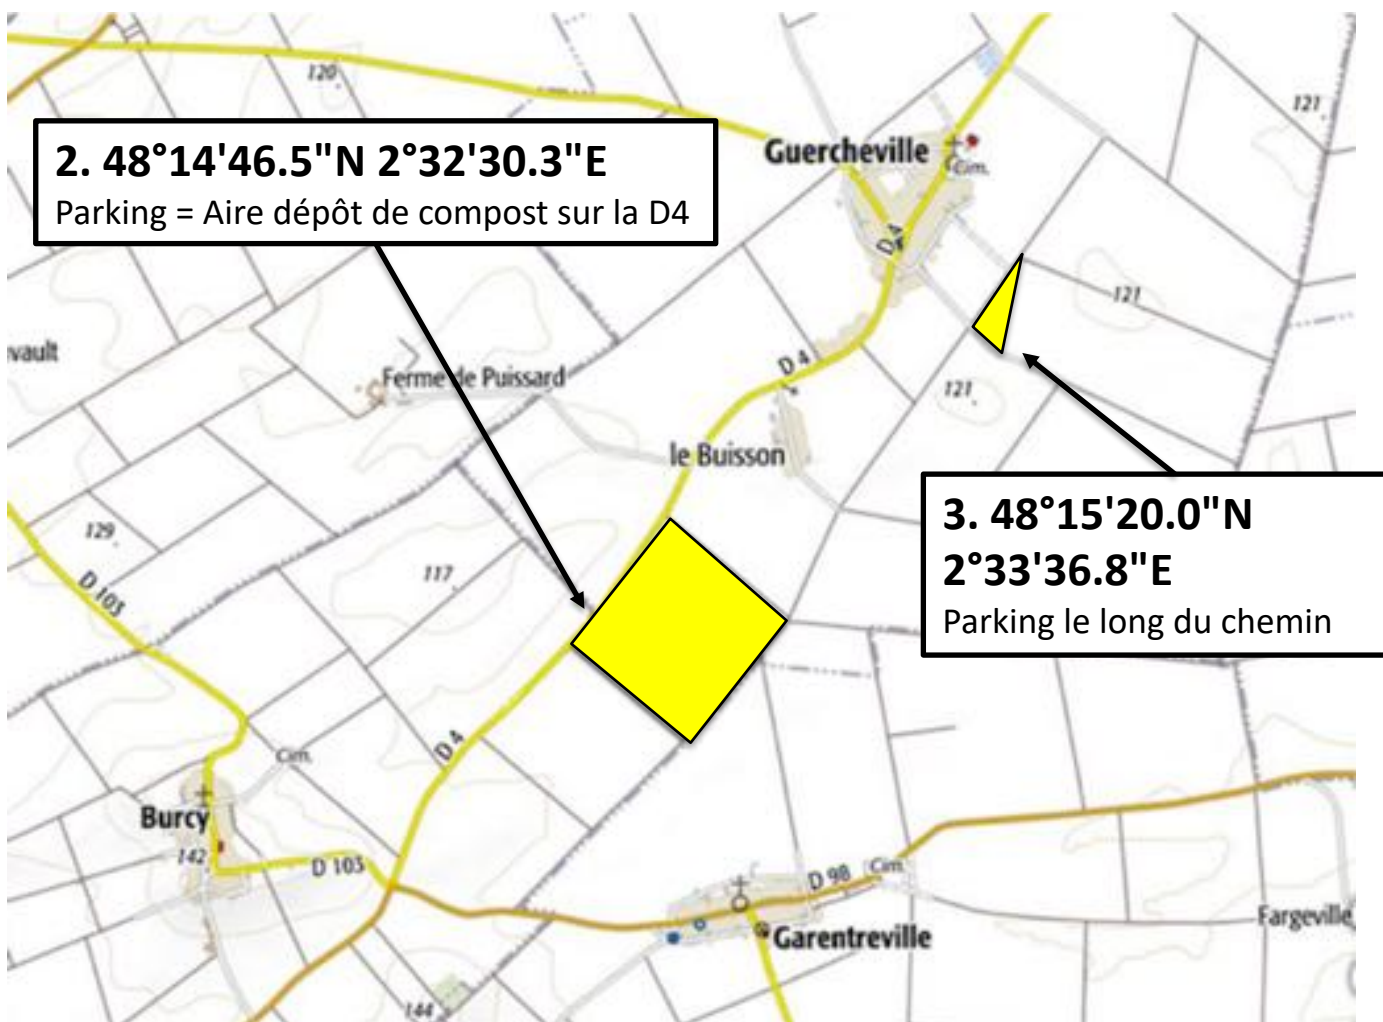 120
121
2. 48°14'46.5"N 2°32'30.3"E
Parking = Aire dépôt de compost sur la D4
Guercheville
Cim.
D 4
121
vault
Ferme de Puissard
D 4
121
le Buisson
3. 48°15'20.0"N
2°33'36.8"E
Parking le long du chemin
129
117
D 103
D 4
Cim.
Burcy
142
D 103
D 98
Cim.
Garentreville
Fargeville
144